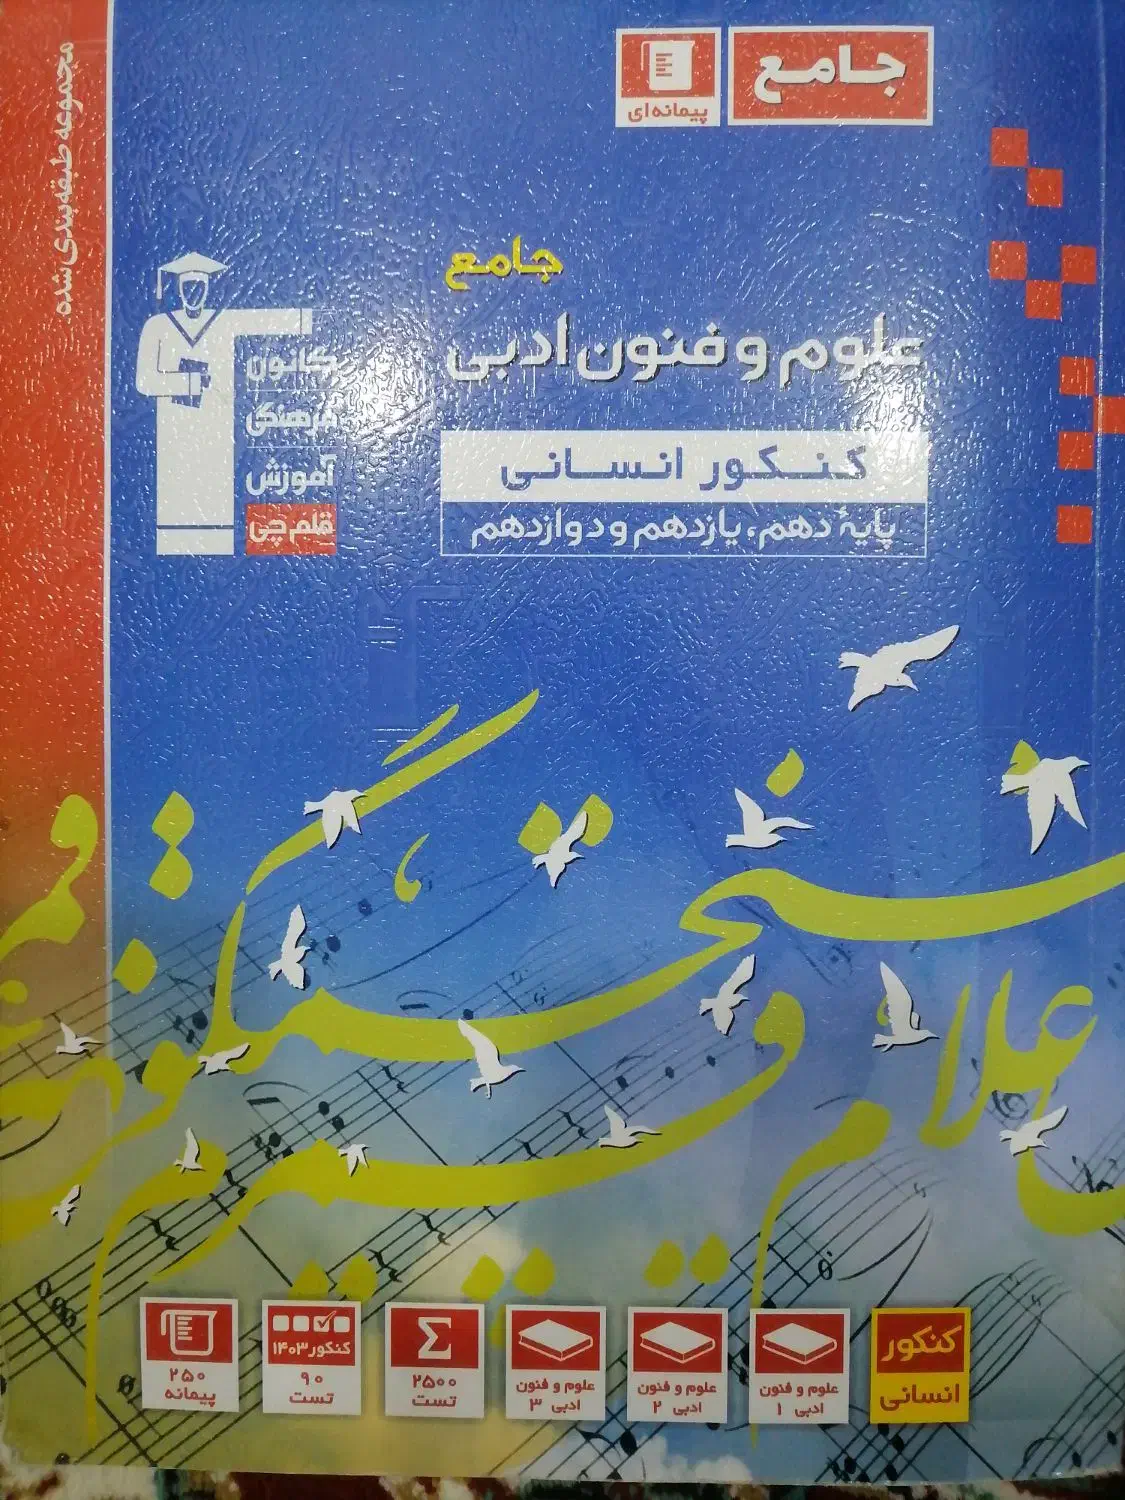 جامع
پیمانه‌ای
مجموعه طبقه‌بندی شده
جامع
علوم و فنون ادبی
کنکور انسانی
پایهٔ دهم، یازدهم و دوازدهم
کانون
فرهنگی
آموزش
قلم‌چی
کنکور
انسانی
علوم و فنون
ادبی ۱
علوم و فنون
ادبی ۲
علوم و فنون
ادبی ۳
۲۵۰۰
تست
کنکور ۱۴۰۳
۹۰
تست
۲۵۰
پیمانه